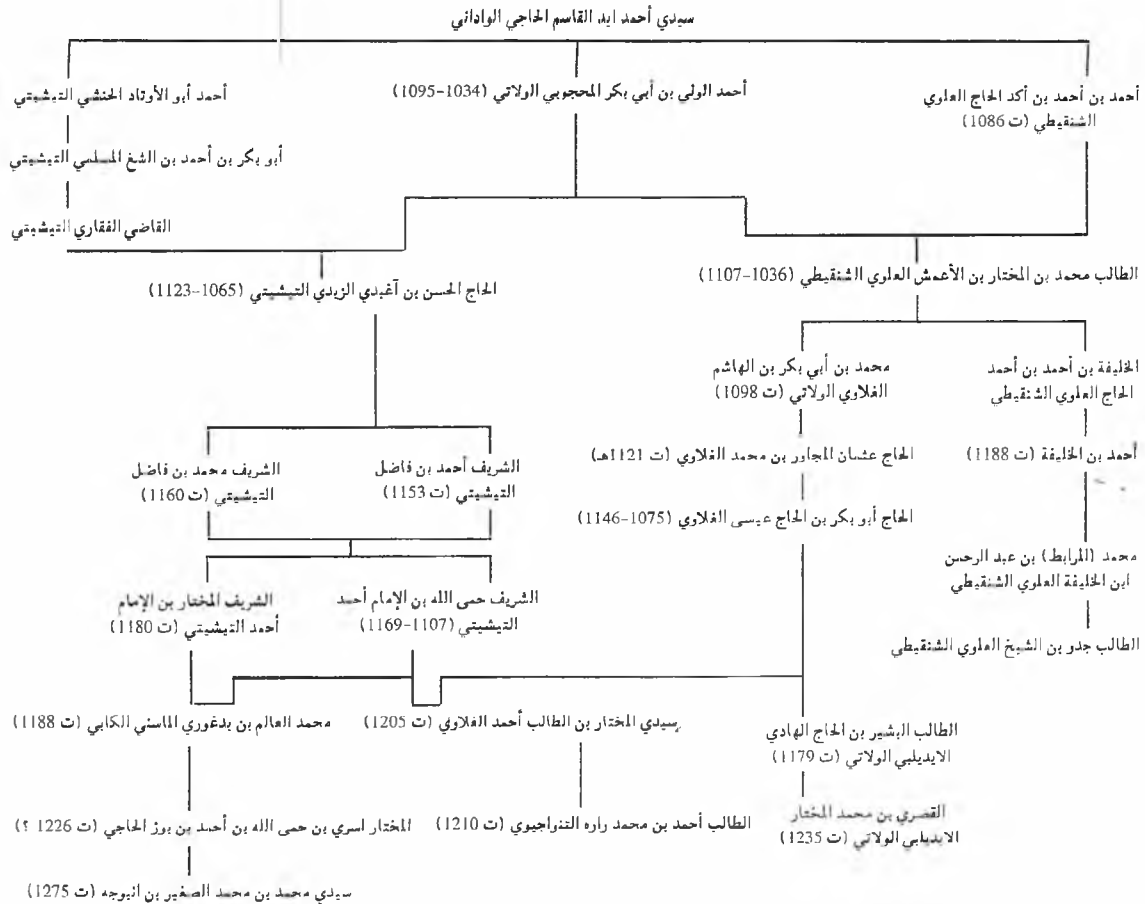 سيدي أحمد ايد القاسم الحاجي الواداني
أحمد بن أحمد بن أكد الحاج العلوي
الشنقيطي (ت 1086)
أحمد الولي بن أبي بكر المحجوبي الولاتي (1034–1095)
أحمد أبو الأوتاد الحنشي التيشيتي
أبو بكر بن أحمد بن الشغ المسلمي التيشيتي
القاضي الفقاري التيشيتي
الطالب محمد بن المختار بن الأعمش العلوي الشنقيطي (1036–1107)
الحاج الحسن بن آغبدي الزيدي التيشيتي (1065–1123)
الخليفة بن أحمد بن أحمد
الحاج العلوي الشنقيطي
محمد بن أبي بكر بن الهاشم
الغلاوي الولاتي (ت 1098)
أحمد بن الخليفة (ت 1188)
الحاج عثمان المجاور بن محمد الغلاوي (ت 1121هـ)
الشريف أحمد بن فاضل
التيشيتي (ت 1153)
الشريف محمد بن فاضل
التيشيتي (ت 1160)
الحاج أبو بكر بن الحاج عيسى الغلاوي (1075–1146)
محمد (المرابط) بن عبد الرحمن
ابن الخليفة العلوي الشنقيطي
الشريف حمى الله بن الإمام أحمد
التيشيتي (1107–1169)
الشريف المختار بن الإمام
أحمد التيشيتي (ت 1180)
الطالب جدو بن الشيخ العلوي الشنقيطي
الطالب البشير بن الحاج الهادي
الايديلبي الولاتي (ت 1179)
سيدي المختار بن الطالب أحمد الغلاوي (ت 1205)
محمد العالم بن بدغوري الماسني الكابي (ت 1188)
القصري بن محمد المختار
الايديلبي الولاتي (ت 1235)
الطالب أحمد بن محمد راره التنواجيوي (ت 1210)
المختار اسري بن حمى الله بن أحمد بن بوز الحاجي (ت 1226 ؟)
سيدي محمد بن محمد الصغير بن انبوجه (ت 1275)